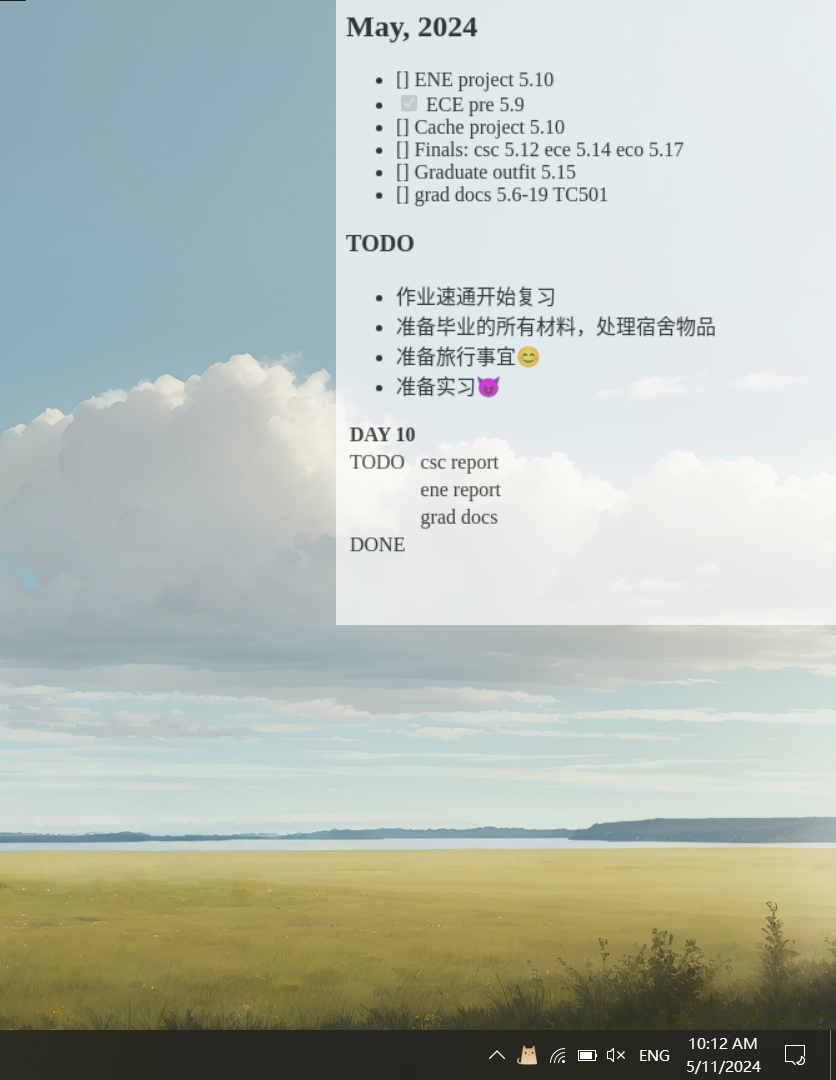 May, 2024
[] ENE project 5.10
ECE pre 5.9
[] Cache project 5.10
[] Finals: csc 5.12 ece 5.14 eco 5.17
[] Graduate outfit 5.15
[] grad docs 5.6-19 TC501
TODO
作业速通开始复习
准备毕业的所有材料，处理宿舍物品
准备旅行事宜😊
准备实习😈
DAY 10
TODO csc report
ene report
grad docs
DONE
ENG
10:12 AM
5/11/2024